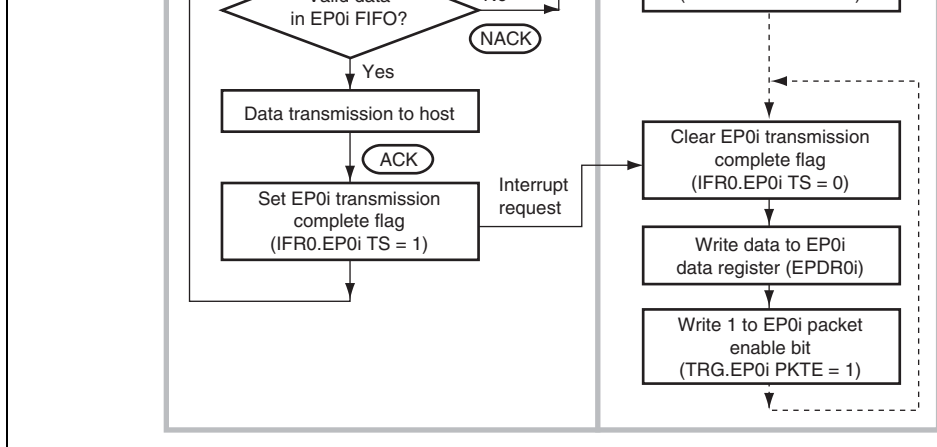 in EP0i FIFO?
NACK
Yes
Data transmission to host
ACK
Set EP0i transmission
complete flag
(IFR0.EP0i TS = 1)
Interrupt
request
Clear EP0i transmission
complete flag
(IFR0.EP0i TS = 0)
Write data to EP0i
data register (EPDR0i)
Write 1 to EP0i packet
enable bit
(TRG.EP0i PKTE = 1)